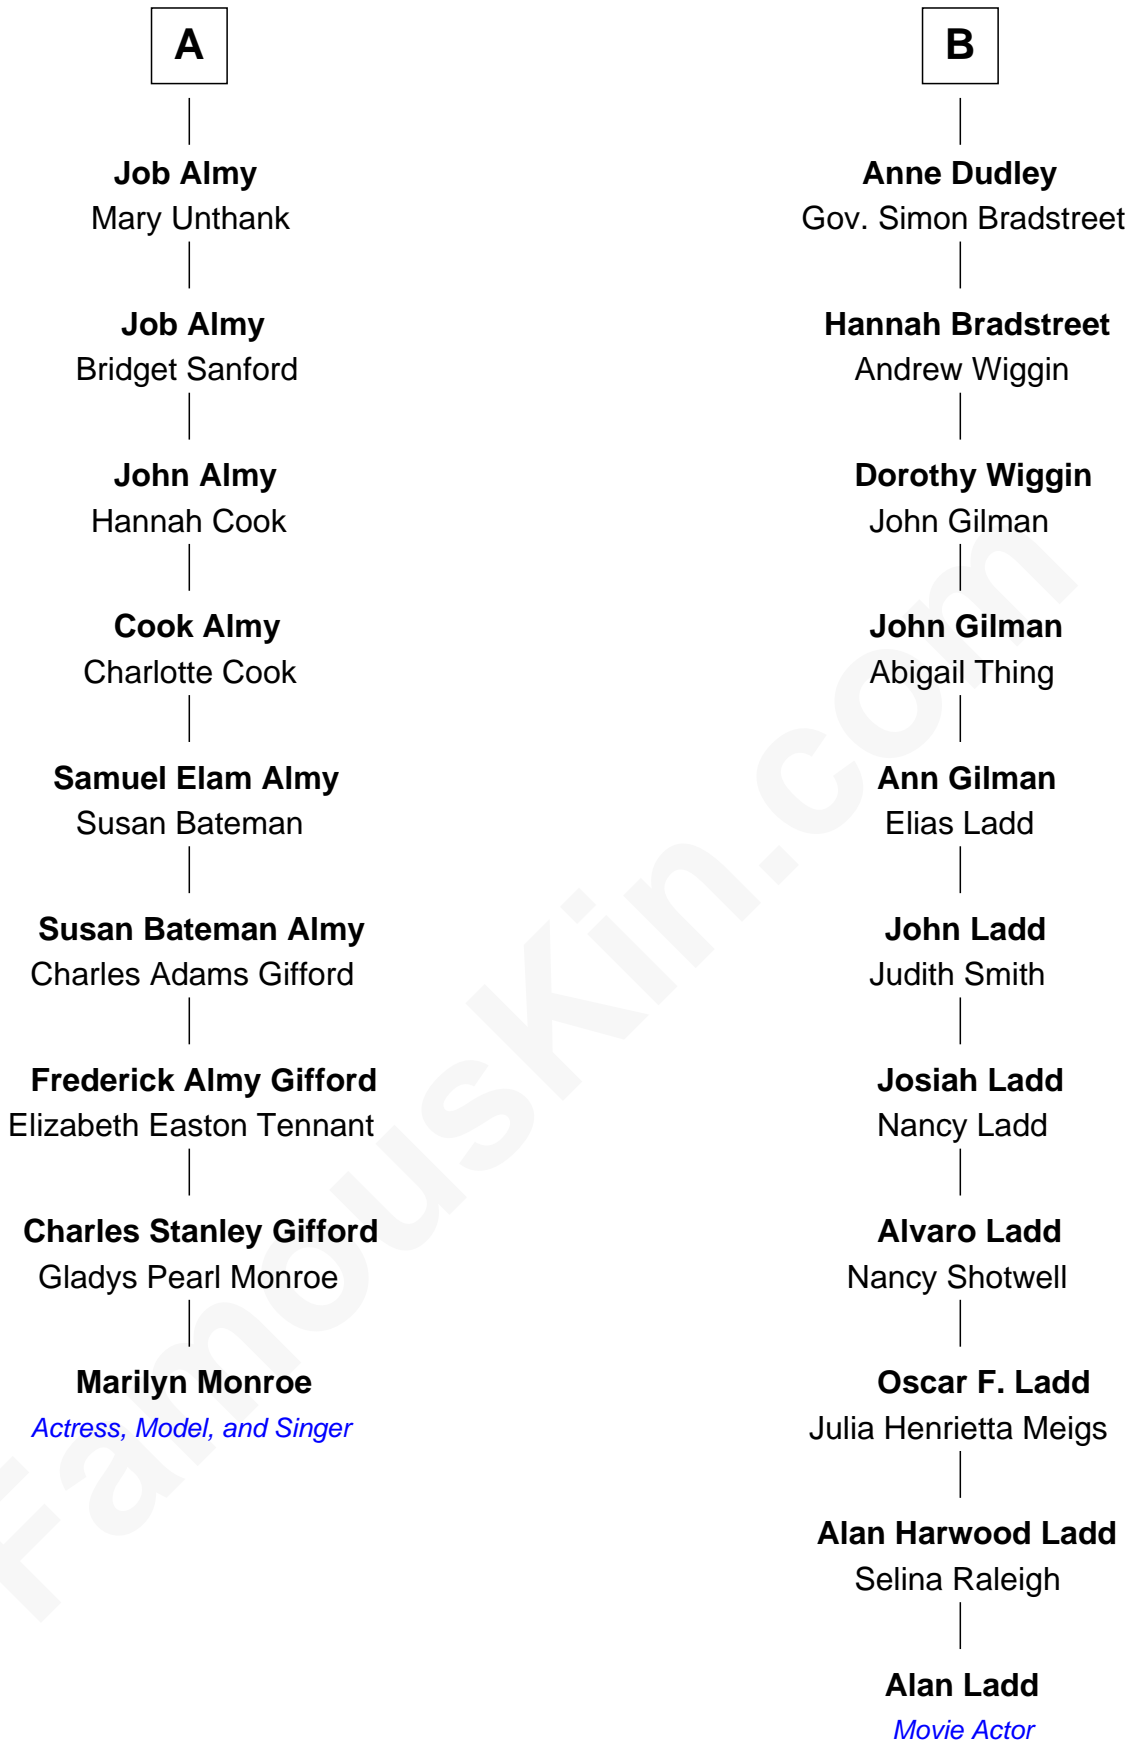 A
Job Almy
Mary Unthank
Job Almy
Bridget Sanford
John Almy
Hannah Cook
Cook Almy
Charlotte Cook
Samuel Elam Almy
Susan Bateman
Susan Bateman Almy
Charles Adams Gifford
Frederick Almy Gifford
Elizabeth Easton Tennant
Charles Stanley Gifford
Gladys Pearl Monroe
Marilyn Monroe
Actress, Model, and Singer
B
Anne Dudley
Gov. Simon Bradstreet
Hannah Bradstreet
Andrew Wiggin
Dorothy Wiggin
John Gilman
John Gilman
Abigail Thing
Ann Gilman
Elias Ladd
John Ladd
Judith Smith
Josiah Ladd
Nancy Ladd
Alvaro Ladd
Nancy Shotwell
Oscar F. Ladd
Julia Henrietta Meigs
Alan Harwood Ladd
Selina Raleigh
Alan Ladd
Movie Actor
FamousKin.com